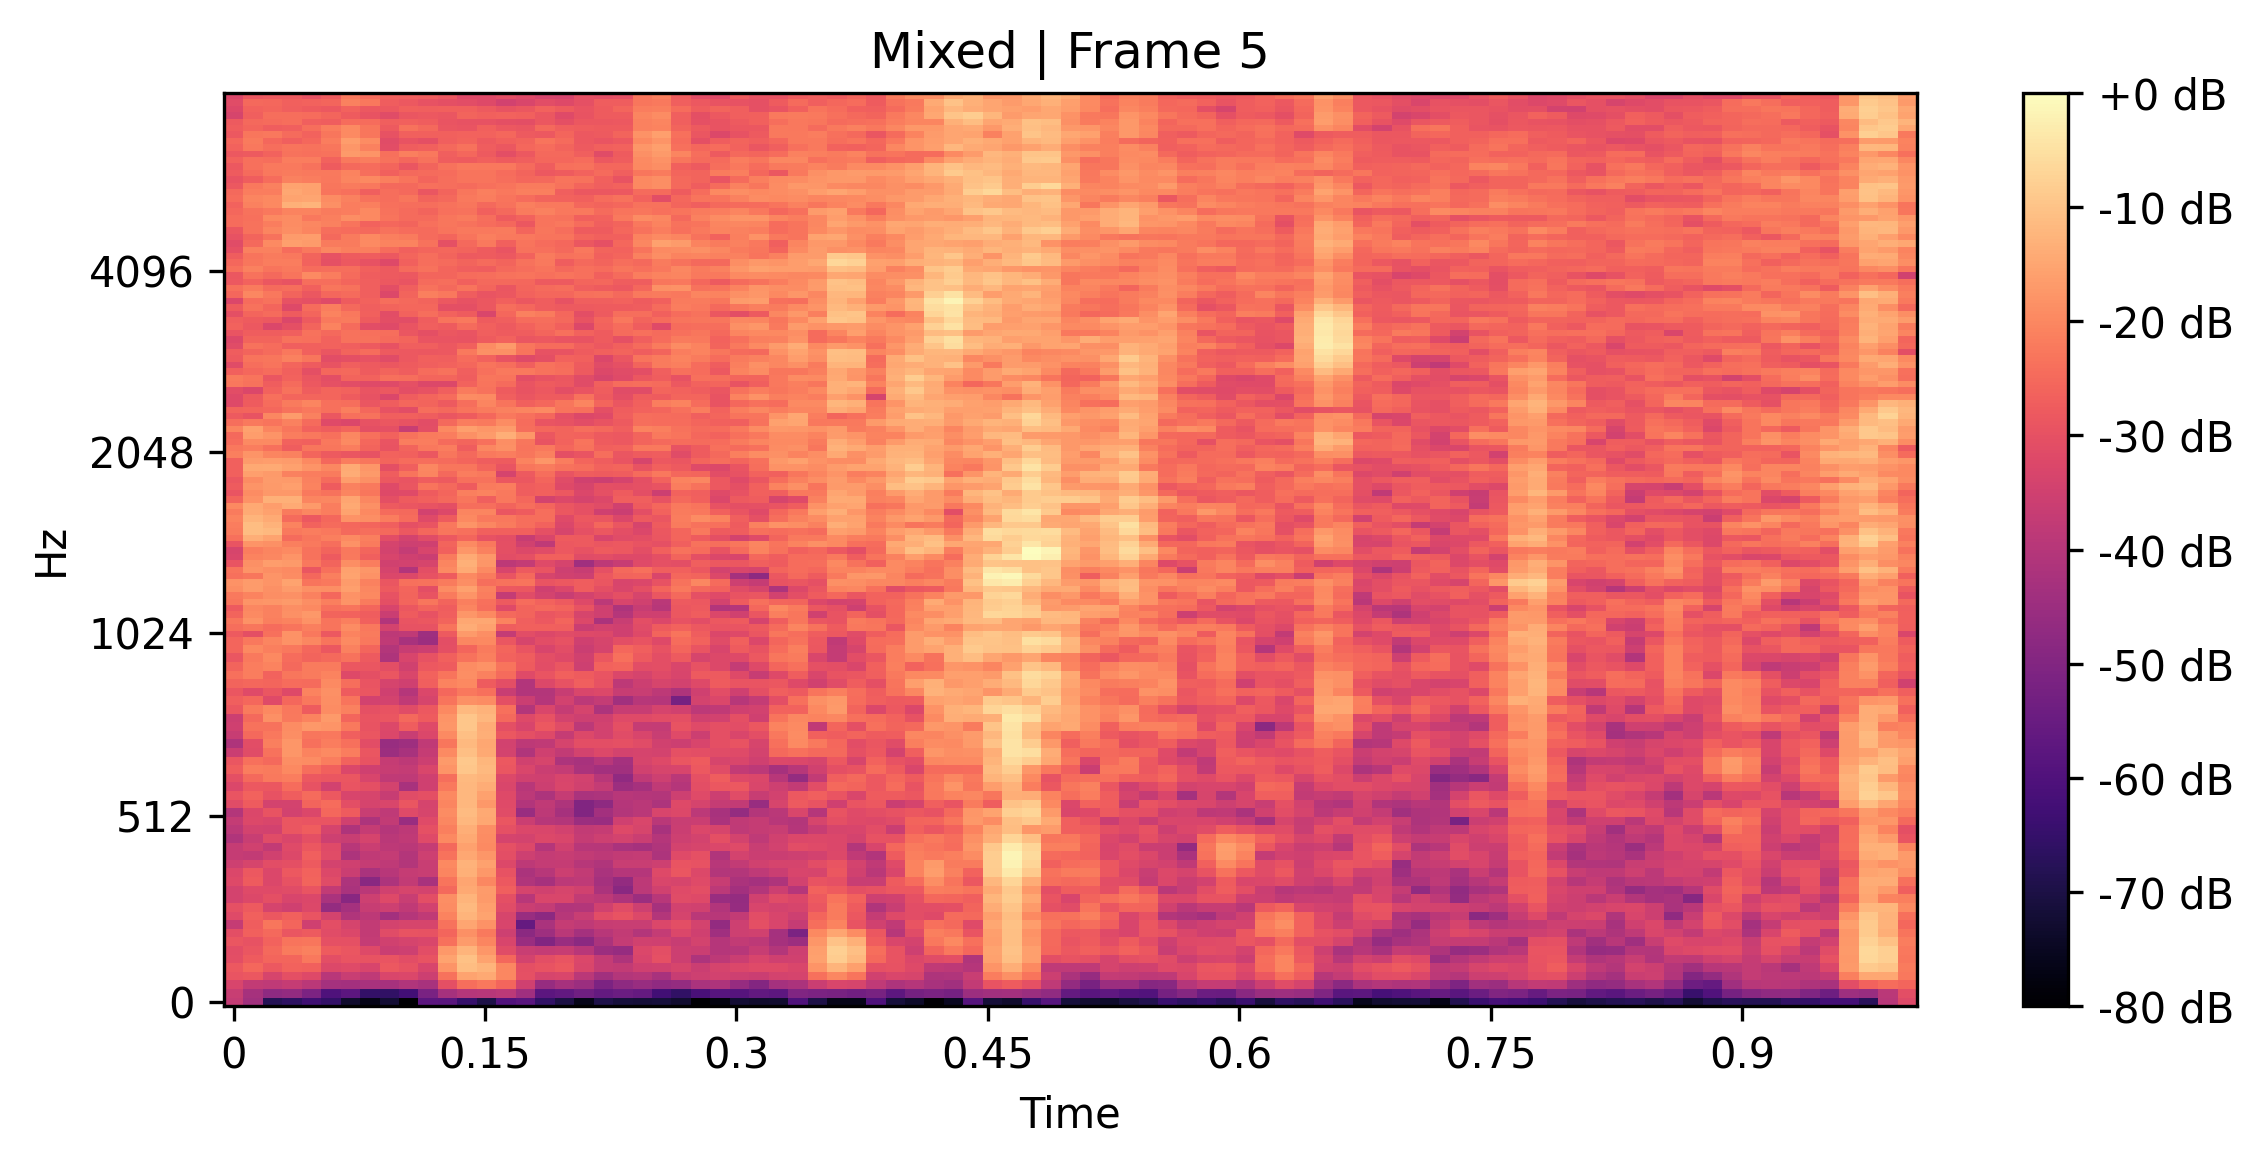 Mixed | Frame 5
+0 dB
-10 dB
-20 dB
-30 dB
-40 dB
-50 dB
-60 dB
-70 dB
-80 dB
Hz
4096
2048
1024
512
0
0 0.15 0.3 0.45 0.6 0.75 0.9
Time